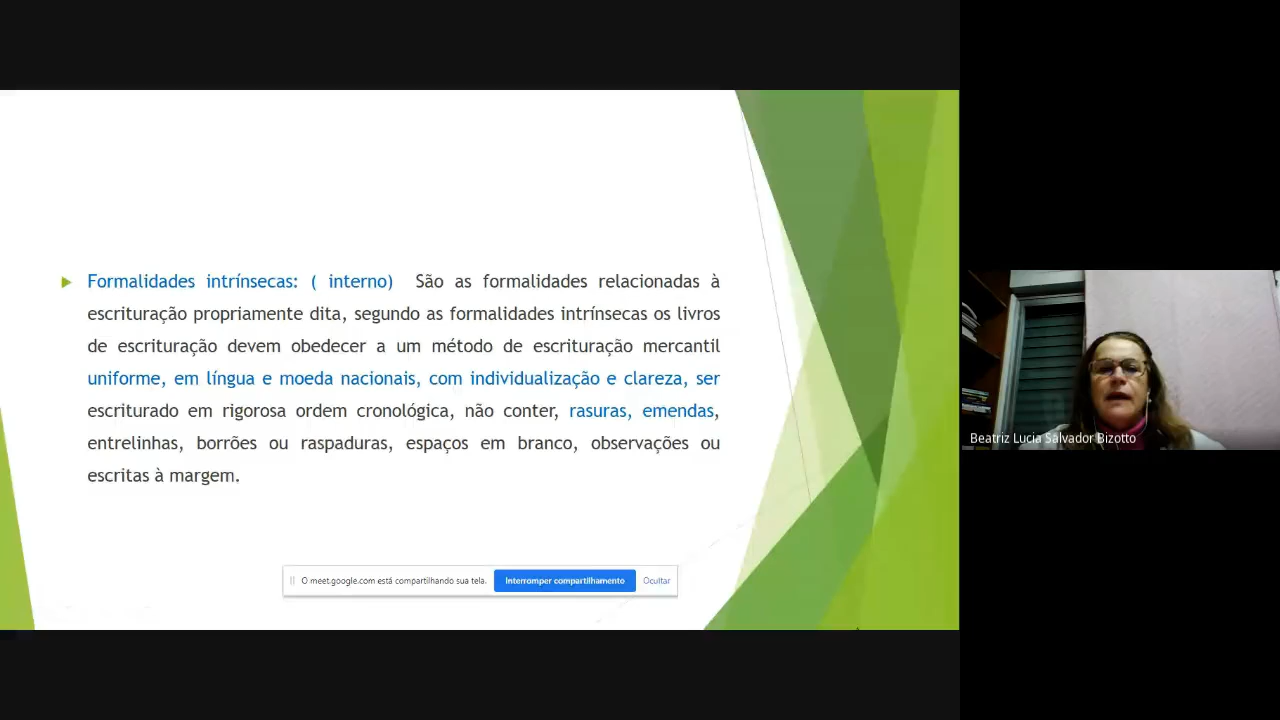 Formalidades intrínsecas: ( interno) São as formalidades relacionadas à
escrituração propriamente dita, segundo as formalidades intrínsecas os livros
de escrituração devem obedecer a um método de escrituração mercantil
uniforme, em língua e moeda nacionais, com individualização e clareza, ser
escriturado em rigorosa ordem cronológica, não conter, rasuras, emendas,
entrelinhas, borrões ou raspaduras, espaços em branco, observações ou
escritas à margem.
O meet.google.com está compartilhando sua tela. Interromper compartilhamento Ocultar
Beatriz Lucia Salvador Bizotto